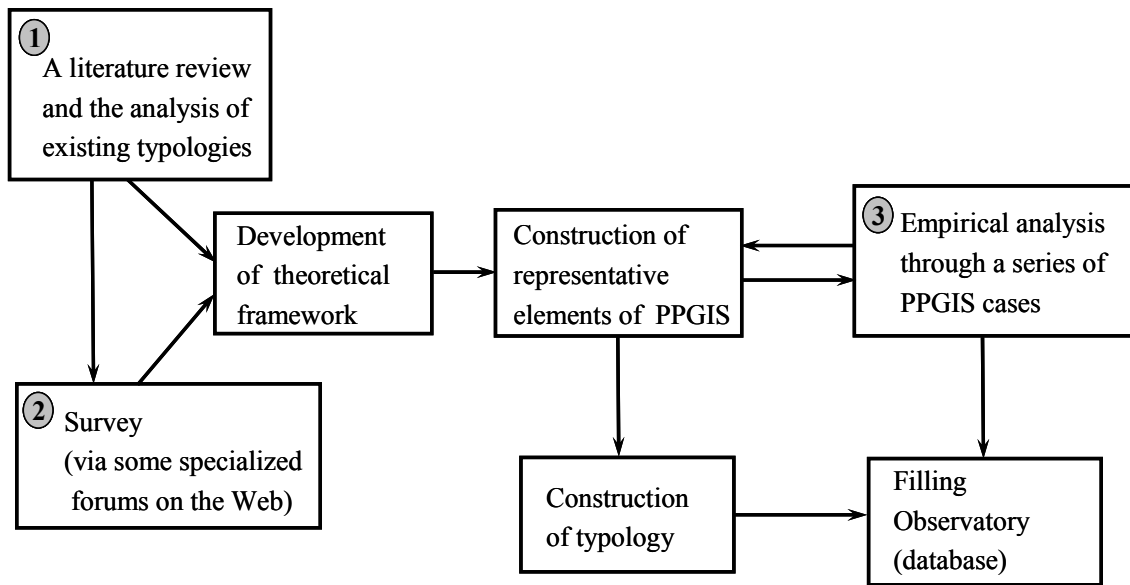 1
A literature review
and the analysis of
existing typologies
2
Survey
(via some specialized
forums on the Web)
Development
of theoretical
framework
Construction of
representative
elements of PPGIS
3
Empirical analysis
through a series of
PPGIS cases
Construction
of typology
Filling
Observatory
(database)